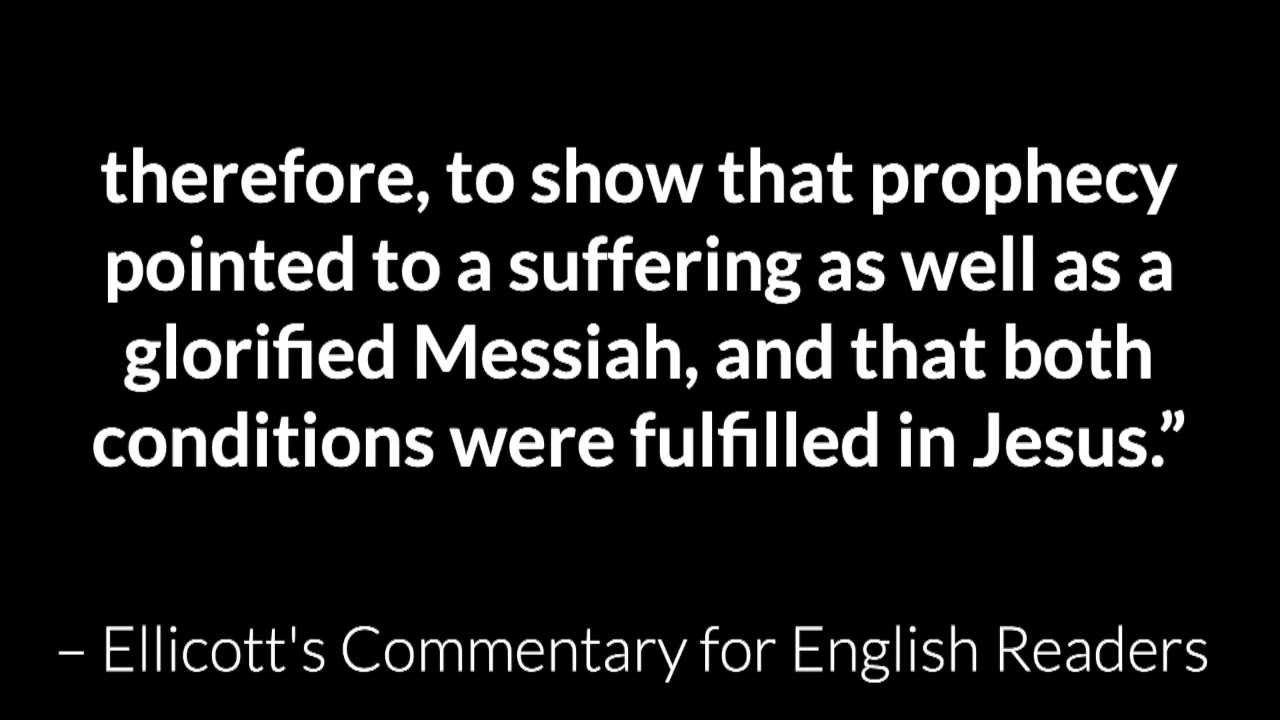 therefore, to show that prophecy
pointed to a suffering as well as a
glorified Messiah, and that both
conditions were fulfilled in Jesus.”
– Ellicott's Commentary for English Readers